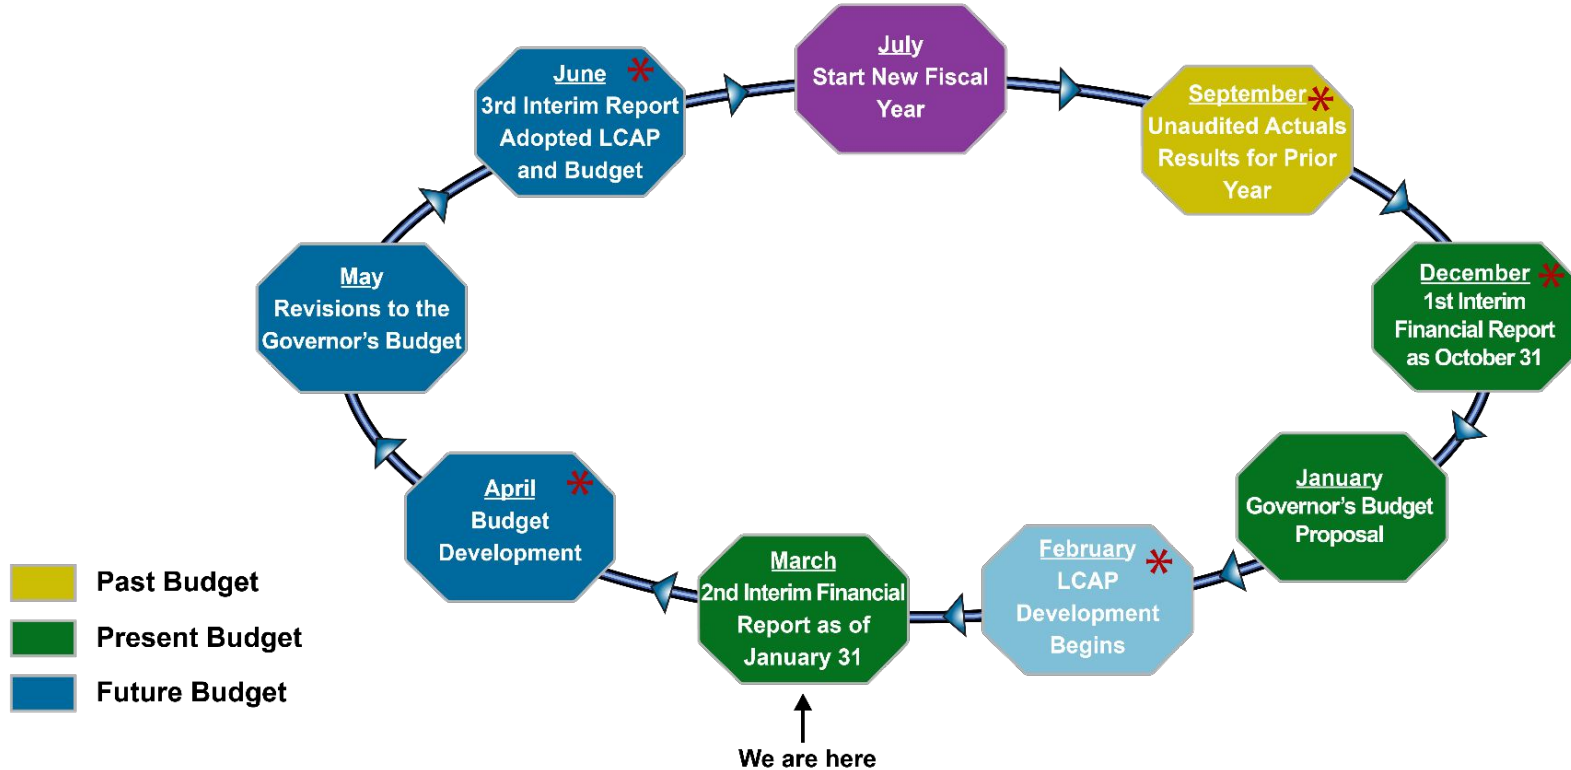 July
Start New Fiscal
Year
September
Unaudited Actuals
Results for Prior
Year
December
1st Interim
Financial Report
as October 31
January
Governor's Budget
Proposal
February
LCAP
Development
Begins
March
2nd Interim Financial
Report as of
January 31
We are here
April
Budget
Development
May
Revisions to the
Governor's Budget
June
3rd Interim Report
Adopted LCAP
and Budget
Past Budget
Present Budget
Future Budget